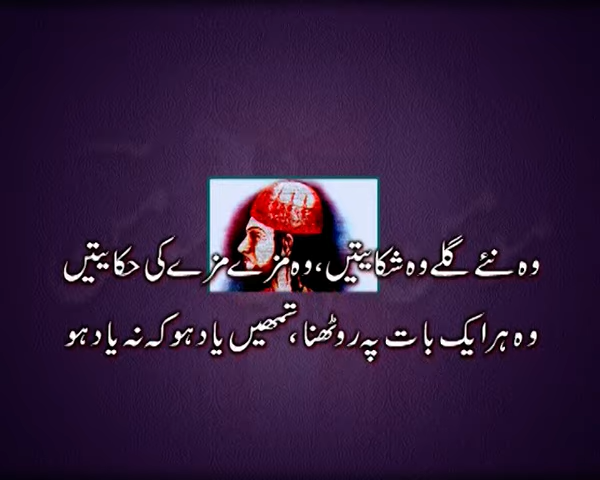 وہ نئے گلے وہ شکایتیں، وہ مزے مزے کی حکایتیں
وہ ہر ایک بات پہ روٹھنا، تمھیں یاد ہو کہ نہ یاد ہو